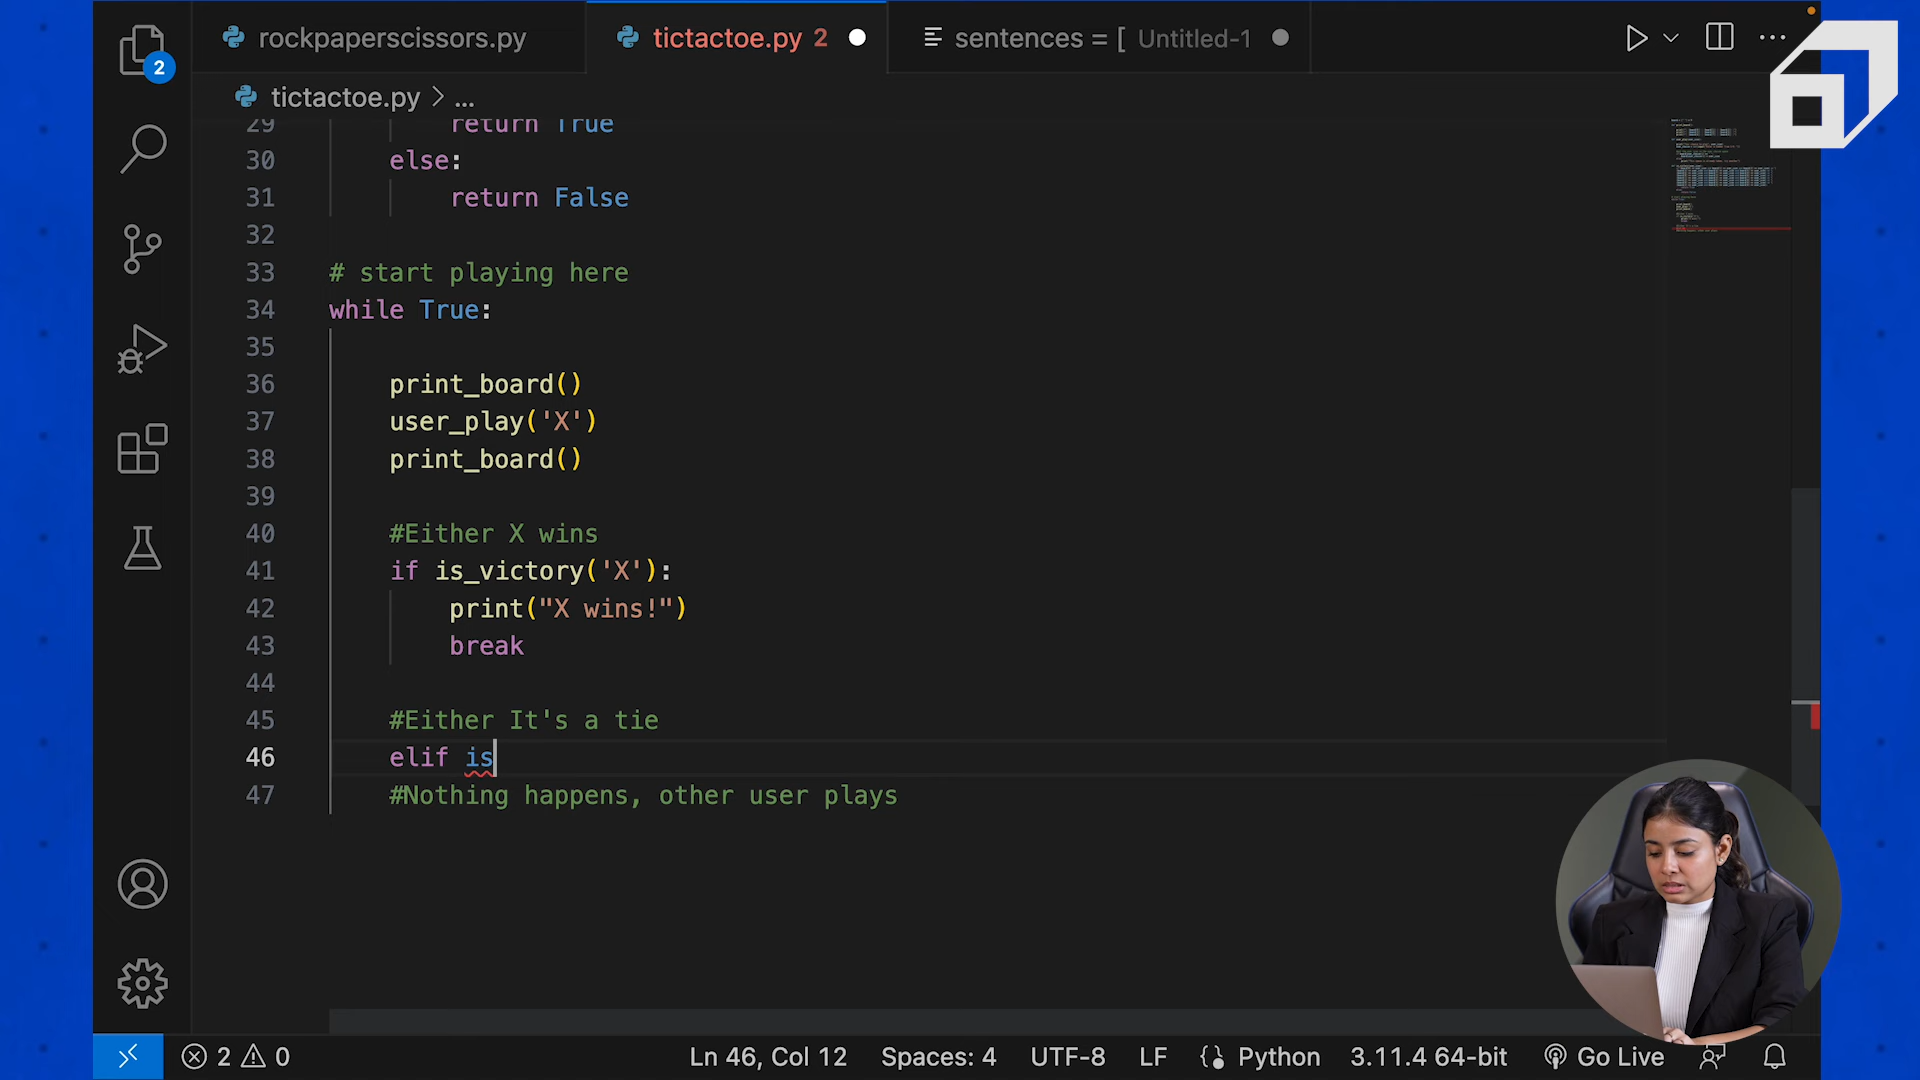 rockpaperscissors.py
tictactoe.py 2
sentences = [ Untitled-1
2
tictactoe.py > ...
29 return True
30 else:
31 return False
32
33 # start playing here
34 while True:
35
36 print_board()
37 user_play('X')
38 print_board()
39
40 #Either X wins
41 if is_victory('X'):
42 print("X wins!")
43 break
44
45 #Either It's a tie
46 elif is
47 #Nothing happens, other user plays
2 0 Ln 46, Col 12 Spaces: 4 UTF-8 LF Python 3.11.4 64-bit Go Live